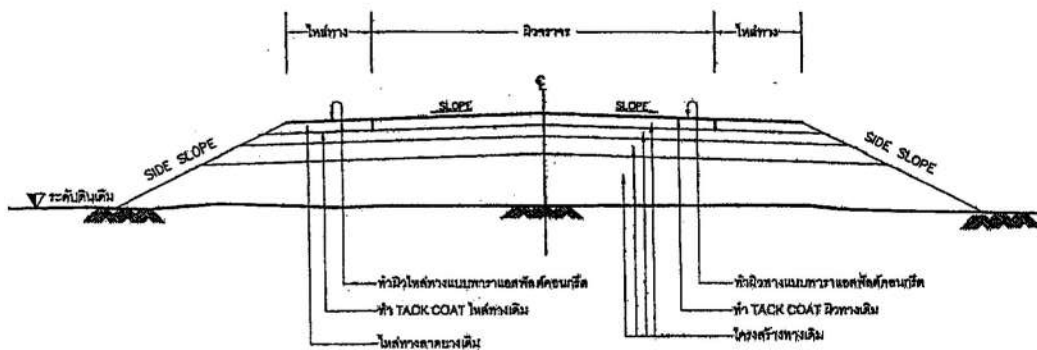 ไหล่ทาง ผิวจราจร ไหล่ทาง
℄
SLOPE SLOPE
SIDE SLOPE SIDE SLOPE
ระดับดินเดิม
ทำผิวไหล่ทางแบบพาราแอสฟัลต์คอนกรีต ทำผิวทางแบบพาราแอสฟัลต์คอนกรีต
ทำ TACK COAT ไหล่ทางเดิม ทำ TACK COAT ผิวทางเดิม
ไหล่ทางลาดยางเดิม โครงสร้างทางเดิม